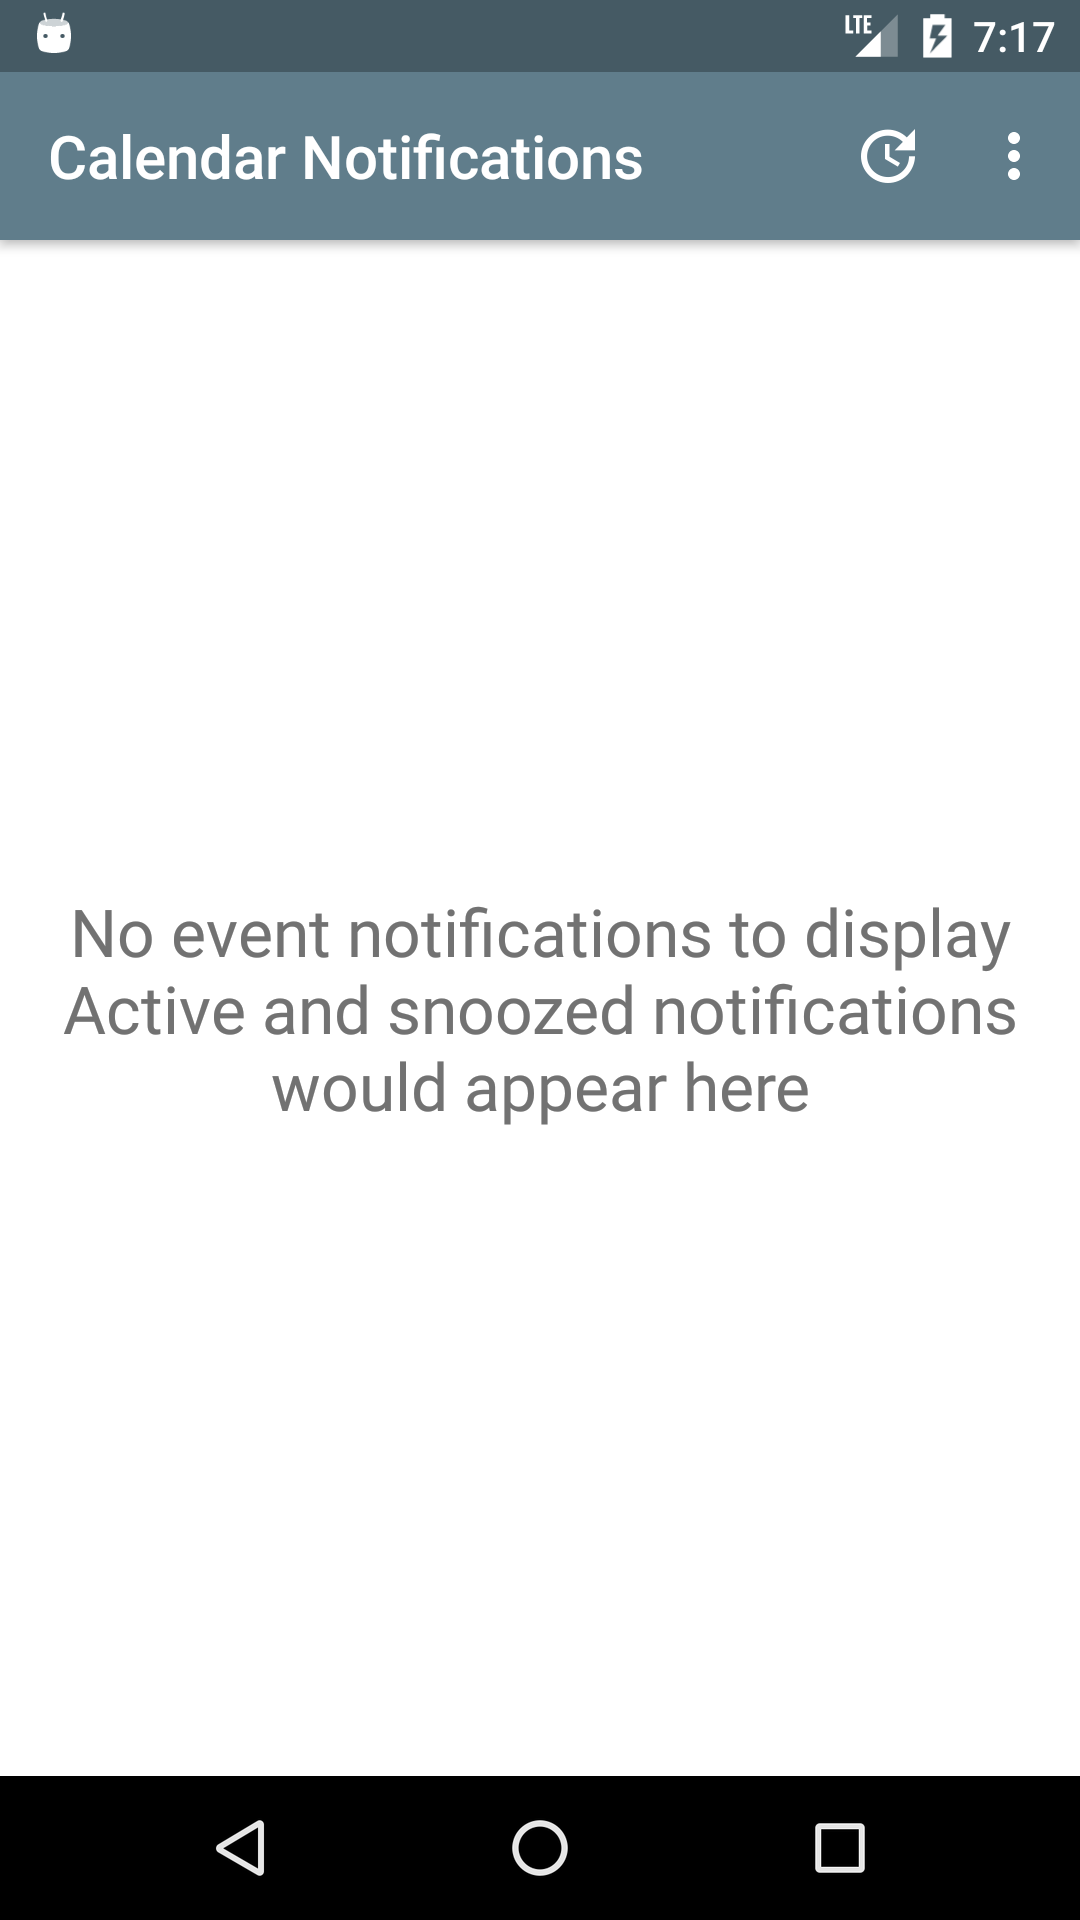 LTE
7:17
Calendar Notifications
No event notifications to display
Active and snoozed notifications
would appear here